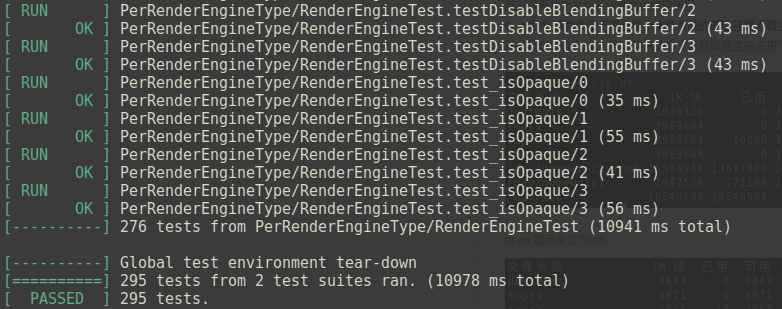 [ RUN      ] PerRenderEngineType/RenderEngineTest.testDisableBlendingBuffer/2
[       OK ] PerRenderEngineType/RenderEngineTest.testDisableBlendingBuffer/2 (43 ms)
[ RUN      ] PerRenderEngineType/RenderEngineTest.testDisableBlendingBuffer/3
[       OK ] PerRenderEngineType/RenderEngineTest.testDisableBlendingBuffer/3 (43 ms)
[ RUN      ] PerRenderEngineType/RenderEngineTest.test_isOpaque/0
[       OK ] PerRenderEngineType/RenderEngineTest.test_isOpaque/0 (35 ms)
[ RUN      ] PerRenderEngineType/RenderEngineTest.test_isOpaque/1
[       OK ] PerRenderEngineType/RenderEngineTest.test_isOpaque/1 (55 ms)
[ RUN      ] PerRenderEngineType/RenderEngineTest.test_isOpaque/2
[       OK ] PerRenderEngineType/RenderEngineTest.test_isOpaque/2 (41 ms)
[ RUN      ] PerRenderEngineType/RenderEngineTest.test_isOpaque/3
[       OK ] PerRenderEngineType/RenderEngineTest.test_isOpaque/3 (56 ms)
[----------] 276 tests from PerRenderEngineType/RenderEngineTest (10941 ms total)
[----------] Global test environment tear-down
[==========] 295 tests from 2 test suites ran. (10978 ms total)
[  PASSED  ] 295 tests.